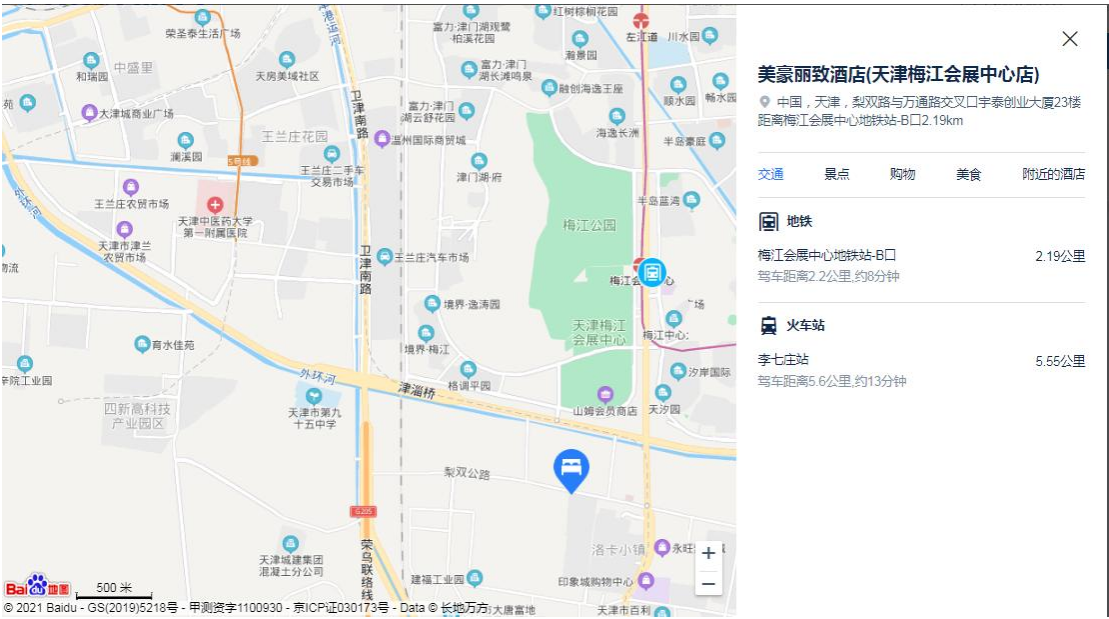 荣圣泰生活广场
富力·津门湖观鹭
·柏溪花园
红树棕榈花园
左江道
川水园
瀚景园
和瑞园
中盛里
天房美域社区
富力·津门
湖长滩鸣泉
融创海逸王座
顺水园
畅水园
苑
大津城商业广场
卫津南路
富力·津门
湖云舒花园
海逸长洲
王兰庄花园
温州国际商贸城
半岛豪庭
澜溪园
5号线
王兰庄二手车
交易市场
津门湖·府
外环河
王兰庄农贸市场
天津中医药大学
第一附属医院
半岛蓝湾
梅江公园
天津市津兰
农贸市场
卫津南路
王兰庄汽车市场
物流
境界·逸涛园
天津梅江
会展中心
梅江中心:
育水佳苑
境界·梅江
辛院工业园
外环河
津淄桥
格调平园
汐岸国际
四新高科技
产业园区
天津市第九
十五中学
山姆会员商店
天汐园
梨双公路
G205
荣乌联络线
天津城建集团
混凝土分公司
洛卡小镇
建福工业园
印象城购物中心
天津市百利
Bai du 地图
500 米
© 2021 Baidu - GS(2019)5218号 - 甲测资字1100930 - 京ICP证030173号 - Data © 长地万方
美豪丽致酒店(天津梅江会展中心店)
中国，天津，梨双路与万通路交叉口宇泰创业大厦23楼
距离梅江会展中心地铁站-B口2.19km
交通 景点 购物 美食 附近的酒店
地铁
梅江会展中心地铁站-B口 2.19公里
驾车距离2.2公里,约8分钟
火车站
李七庄站 5.55公里
驾车距离5.6公里,约13分钟